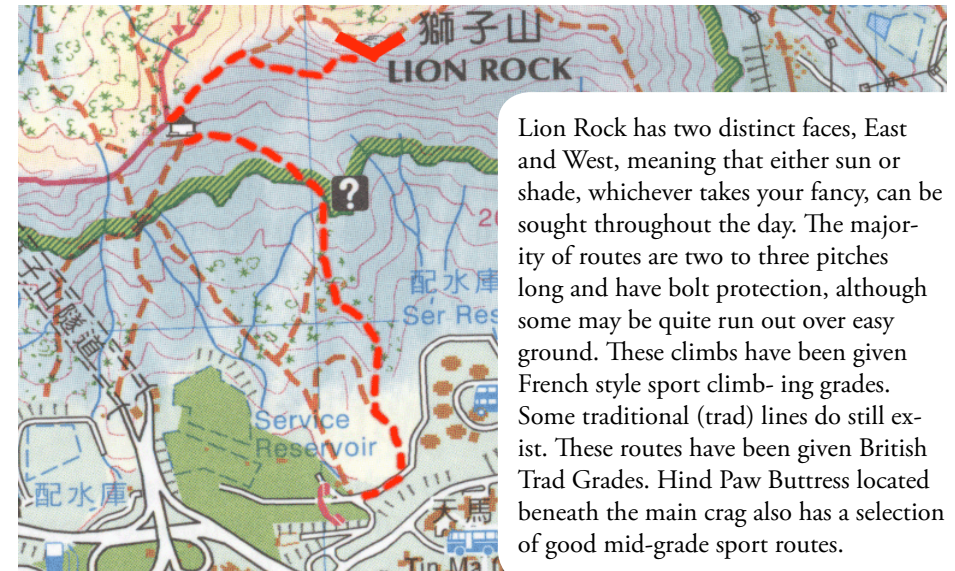 獅子山
LION ROCK
Lion Rock has two distinct faces, East
and West, meaning that either sun or
shade, whichever takes your fancy, can be
sought throughout the day. The major-
ity of routes are two to three pitches
long and have bolt protection, although
some may be quite run out over easy
ground. These climbs have been given
French style sport climb- ing grades.
Some traditional (trad) lines do still ex-
ist. These routes have been given British
Trad Grades. Hind Paw Buttress located
beneath the main crag also has a selection
of good mid-grade sport routes.
?
26
配水庫
Ser Res
子山隧道
Service
Reservoir
配水庫
天馬
Tin Ma